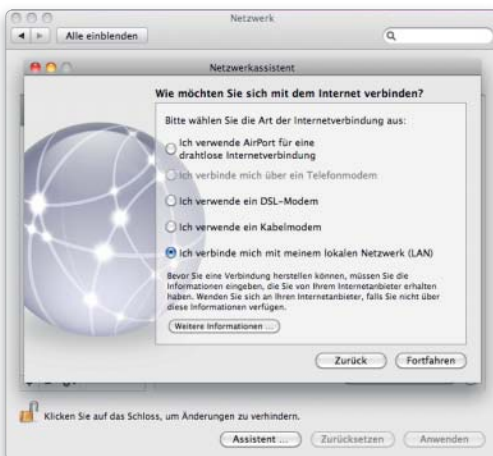 Netzwerk
Alle einblenden
Netzwerkassistent
Wie möchten Sie sich mit dem Internet verbinden?
Bitte wählen Sie die Art der Internetverbindung aus:
Ich verwende AirPort für eine
drahtlose Internetverbindung
Ich verbinde mich über ein Telefonmodem
Ich verwende ein DSL-Modem
Ich verwende ein Kabelmodem
Ich verbinde mich mit meinem lokalen Netzwerk (LAN)
Bevor Sie eine Verbindung herstellen können, müssen Sie die
Informationen eingeben, die Sie von Ihrem Internetanbieter erhalten
haben. Wenden Sie sich an Ihren Internetanbieter, falls Sie nicht über
diese Informationen verfügen.
Weitere Informationen ...
Zurück Fortfahren
Klicken Sie auf das Schloss, um Änderungen zu verhindern.
Assistent ... Zurücksetzen Anwenden